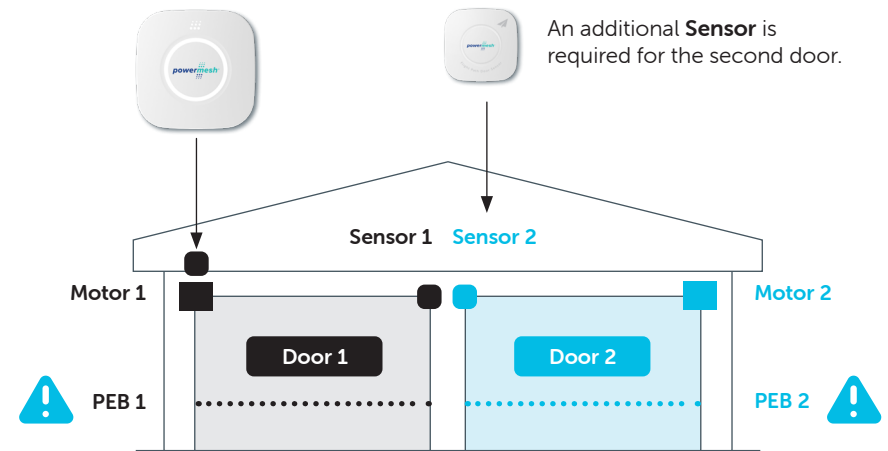 powermesh
powermesh
An additional Sensor is
required for the second door.
Sensor 1 Sensor 2
Motor 1
Motor 2
Door 1
Door 2
PEB 1
PEB 2
!
!